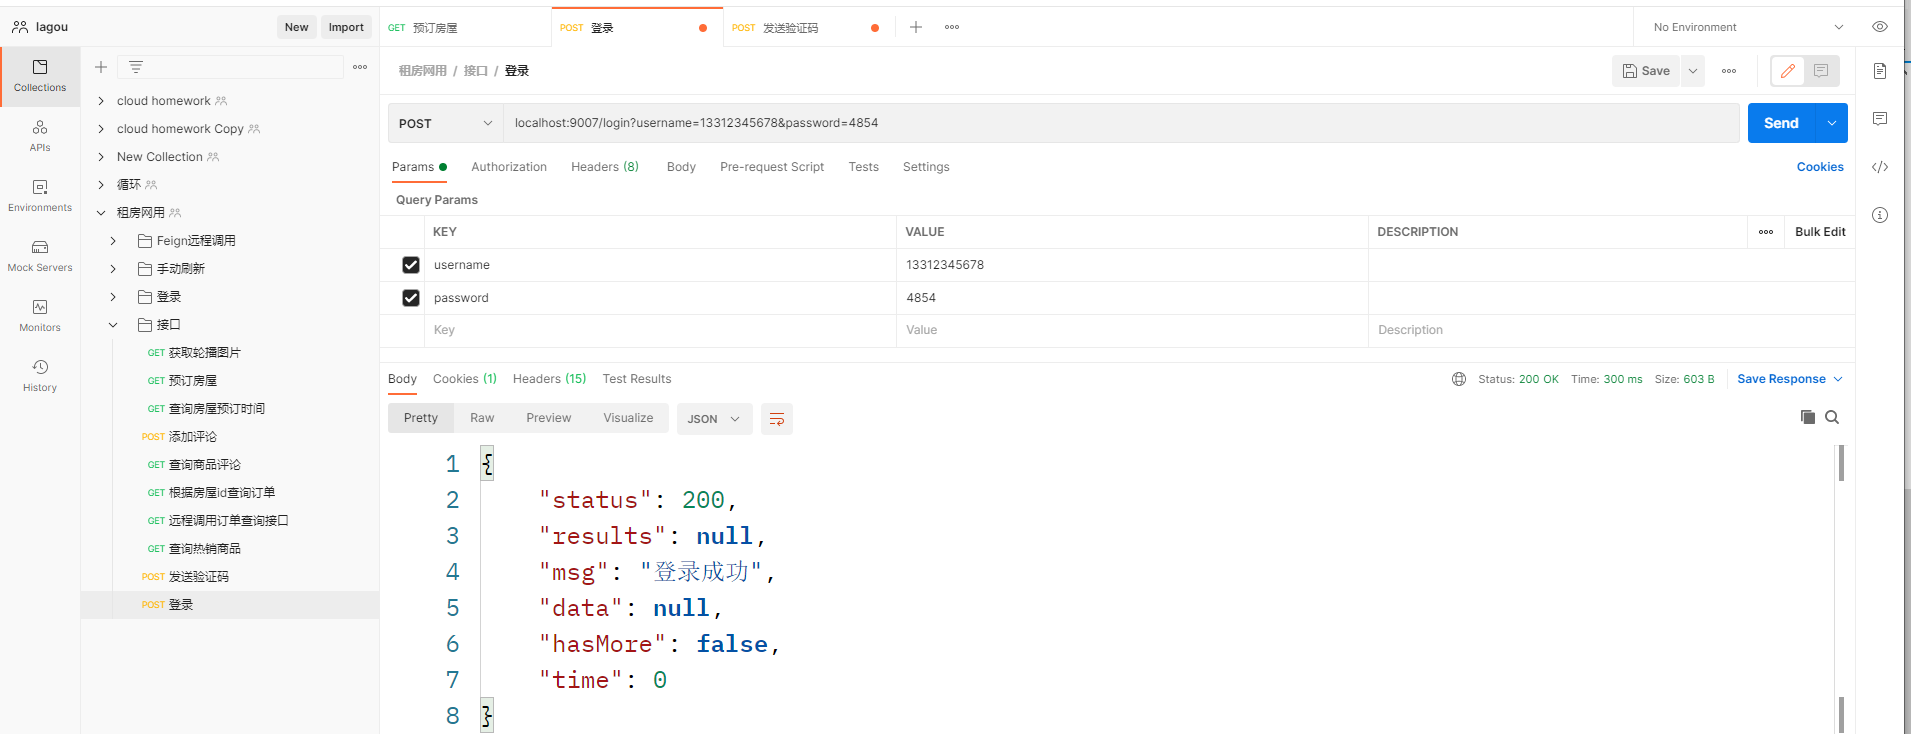 lagou
New
Import
GET 预订房屋
POST 登录
POST 发送验证码
No Environment
Collections
APIs
Environments
Mock Servers
Monitors
History
cloud homework
cloud homework Copy
New Collection
循环
租房网用
Feign远程调用
手动刷新
登录
接口
GET 获取轮播图片
GET 预订房屋
GET 查询房屋预订时间
POST 添加评论
GET 查询商品评论
GET 根据房屋id查询订单
GET 远程调用订单查询接口
GET 查询热销商品
POST 发送验证码
POST 登录
租房网用 / 接口 / 登录
Save
POST
localhost:9007/login?username=13312345678&password=4854
Send
Params
Authorization
Headers (8)
Body
Pre-request Script
Tests
Settings
Cookies
Query Params
KEY VALUE DESCRIPTION
Bulk Edit
username 13312345678
password 4854
Key Value Description
Body
Cookies (1)
Headers (15)
Test Results
Status: 200 OK
Time: 300 ms
Size: 603 B
Save Response
Pretty
Raw
Preview
Visualize
JSON
1 {
2 "status": 200,
3 "results": null,
4 "msg": "登录成功",
5 "data": null,
6 "hasMore": false,
7 "time": 0
8 }